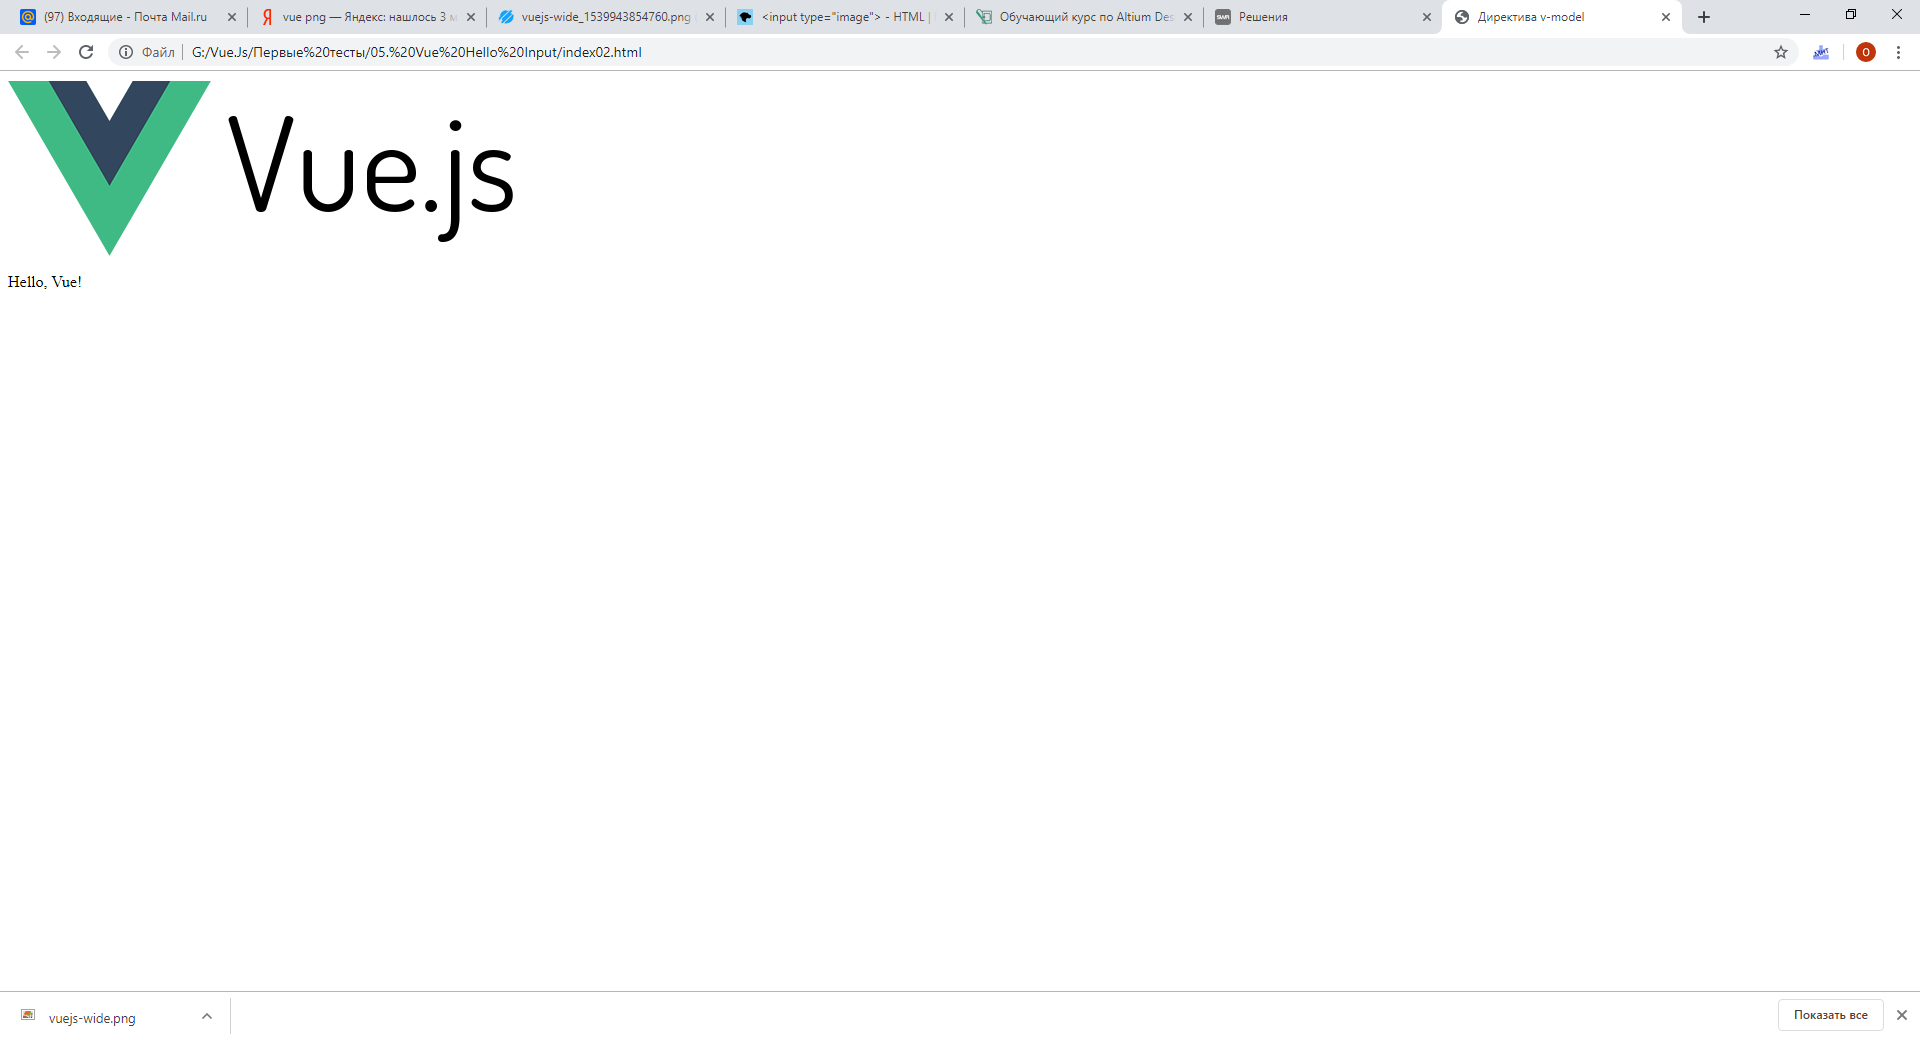 (97) Входящие - Почта Mail.ru
vue png — Яндекс: нашлось 3 м
vuejs-wide_1539943854760.png
<input type="image"> - HTML |
Обучающий курс по Altium Des
Решения
Директива v-model
Файл
G:/Vue.Js/Первые%20тесты/05.%20Vue%20Hello%20Input/index02.html
O
Vue.js
Hello, Vue!
vuejs-wide.png
Показать все